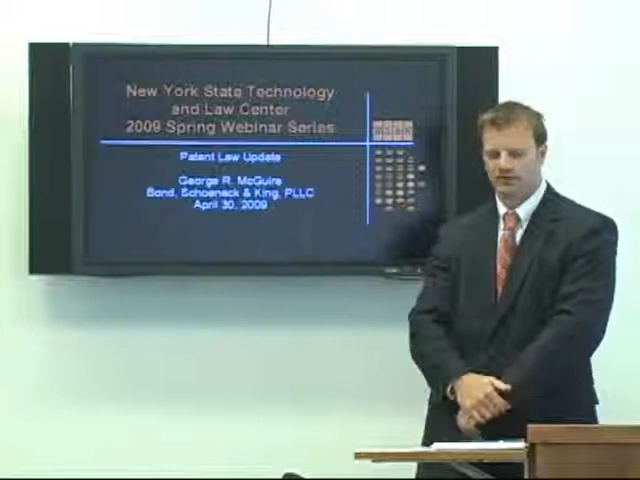 New York State Technology
and Law Center
2009 Spring Webinar Series
Patent Law Update
George R. McGuire
Bond, Schoeneck & King, PLLC
April 30, 2009